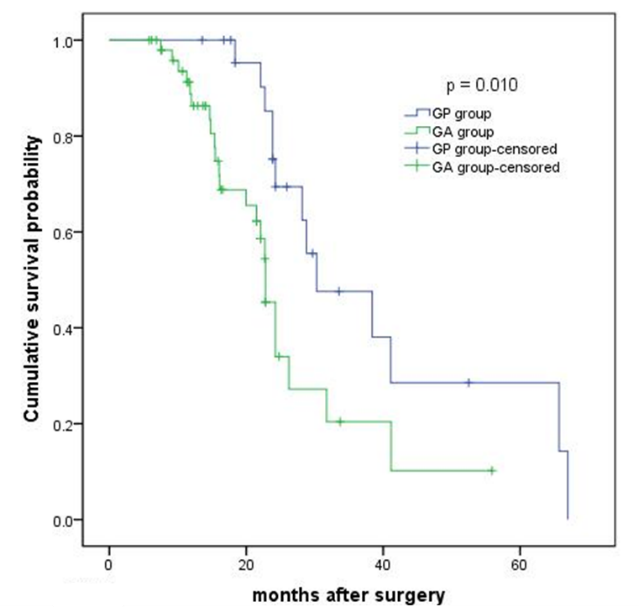 1.0
0.8
0.6
0.4
0.2
0.0
Cumulative survival probability
p = 0.010
GP group
GA group
GP group-censored
GA group-censored
0 20 40 60
months after surgery